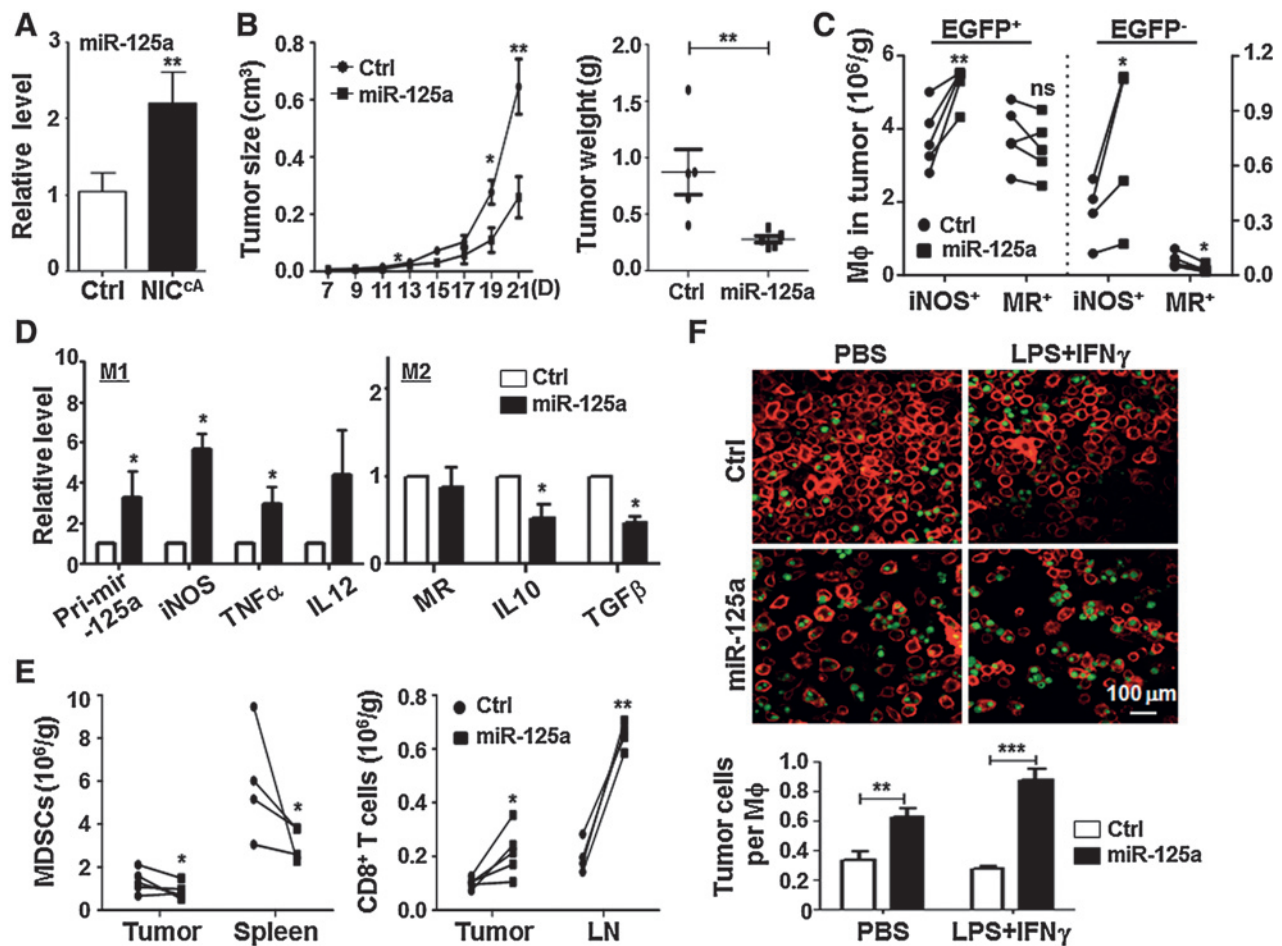 A
miR-125a
Relative level
3
2
1
0
**
Ctrl
NICcA
B
Tumor size (cm3)
0.8
0.6
0.4
0.2
0.0
Ctrl
miR-125a
*
*
**
7 9 11 13 15 17 19 21(D)
Tumor weight (g)
2.0
1.5
1.0
0.5
0.0
**
Ctrl
miR-125a
C
EGFP+
EGFP-
Mϕ in tumor (10⁶/g)
6
4
2
0
1.2
0.9
0.6
0.3
0.0
**
ns
*
*
Ctrl
miR-125a
iNOS+
MR+
iNOS+
MR+
D
Relative level
10
8
6
4
2
0
M1
*
*
*
Pri-mir
-125a
iNOS
TNFα
IL12
2
1
0
M2
Ctrl
miR-125a
*
*
MR
IL10
TGFβ
E
MDSCs (10⁶/g)
10
8
6
4
2
0
*
*
Tumor
Spleen
CD8+ T cells (10⁶/g)
0.8
0.6
0.4
0.2
0.0
Ctrl
miR-125a
*
**
Tumor
LN
F
PBS
LPS+IFNγ
Ctrl
miR-125a
100 μm
Tumor cells
per Mϕ
1.0
0.8
0.6
0.4
0.2
0
**
***
Ctrl
miR-125a
PBS
LPS+IFNγ